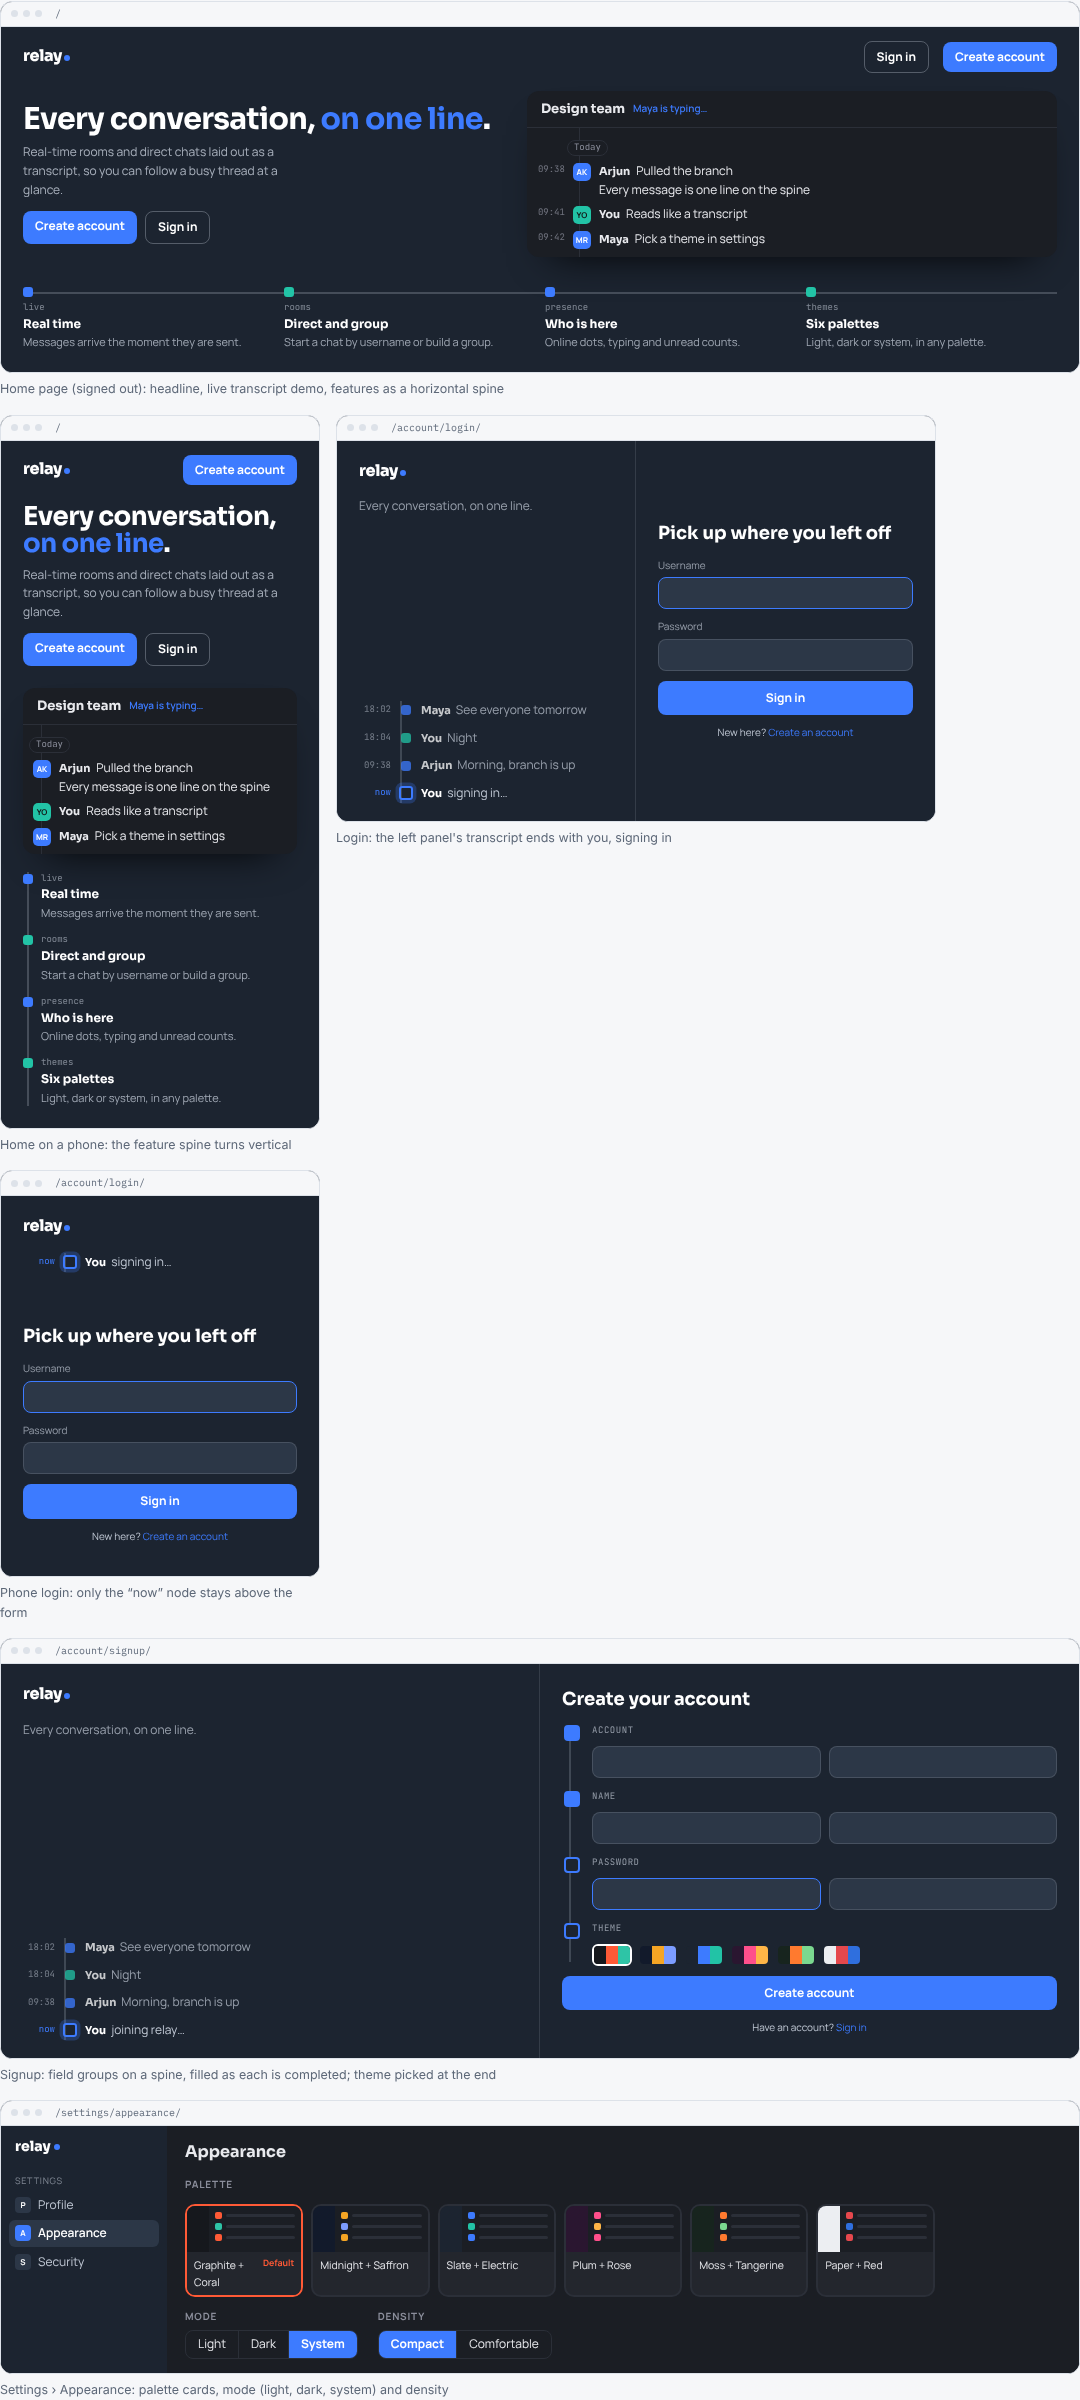 /
relay
Sign in
Create account
Every conversation, on one line.
Real-time rooms and direct chats laid out as a
transcript, so you can follow a busy thread at a
glance.
Create account
Sign in
Design team Maya is typing…
Today
09:38 AK Arjun Pulled the branch
Every message is one line on the spine
09:41 YO You Reads like a transcript
09:42 MR Maya Pick a theme in settings
live
Real time
Messages arrive the moment they are sent.
rooms
Direct and group
Start a chat by username or build a group.
presence
Who is here
Online dots, typing and unread counts.
themes
Six palettes
Light, dark or system, in any palette.
Home page (signed out): headline, live transcript demo, features as a horizontal spine
/
relay
Create account
Every conversation,
on one line.
Real-time rooms and direct chats laid out as a
transcript, so you can follow a busy thread at a
glance.
Create account
Sign in
Design team Maya is typing…
Today
AK Arjun Pulled the branch
Every message is one line on the spine
YO You Reads like a transcript
MR Maya Pick a theme in settings
live
Real time
Messages arrive the moment they are sent.
rooms
Direct and group
Start a chat by username or build a group.
presence
Who is here
Online dots, typing and unread counts.
themes
Six palettes
Light, dark or system, in any palette.
Home on a phone: the feature spine turns vertical
/account/login/
relay
Every conversation, on one line.
18:02 Maya See everyone tomorrow
18:04 You Night
09:38 Arjun Morning, branch is up
now You signing in…
Pick up where you left off
Username
Password
Sign in
New here? Create an account
Login: the left panel's transcript ends with you, signing in
/account/login/
relay
now You signing in…
Pick up where you left off
Username
Password
Sign in
New here? Create an account
Phone login: only the “now” node stays above the
form
/account/signup/
relay
Every conversation, on one line.
18:02 Maya See everyone tomorrow
18:04 You Night
09:38 Arjun Morning, branch is up
now You joining relay…
Create your account
ACCOUNT
NAME
PASSWORD
THEME
Create account
Have an account? Sign in
Signup: field groups on a spine, filled as each is completed; theme picked at the end
/settings/appearance/
relay
SETTINGS
P Profile
A Appearance
S Security
Appearance
PALETTE
Graphite +
Coral
Default
Midnight + Saffron
Slate + Electric
Plum + Rose
Moss + Tangerine
Paper + Red
MODE
Light
Dark
System
DENSITY
Compact
Comfortable
Settings › Appearance: palette cards, mode (light, dark, system) and density